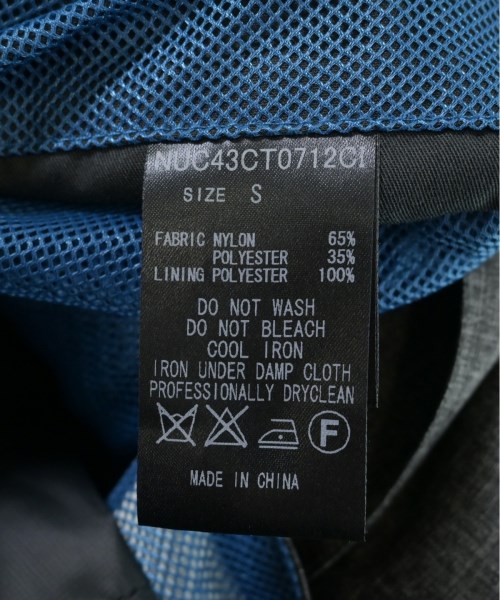 NUC43CT0712CI
SIZE S
FABRIC NYLON 65%
POLYESTER 35%
LINING POLYESTER 100%
DO NOT WASH
DO NOT BLEACH
COOL IRON
IRON UNDER DAMP CLOTH
PROFESSIONALLY DRYCLEAN
F
MADE IN CHINA